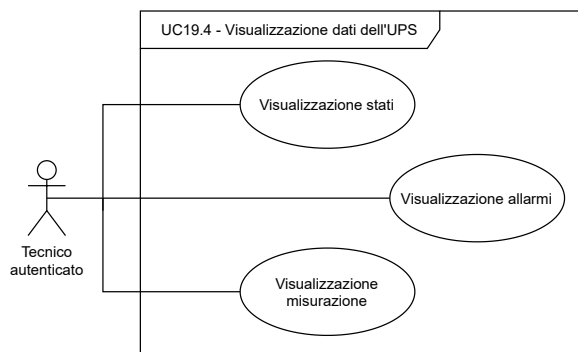 UC19.4 - Visualizzazione dati dell'UPS
Visualizzazione stati
Visualizzazione allarmi
Tecnico
autenticato
Visualizzazione
misurazione